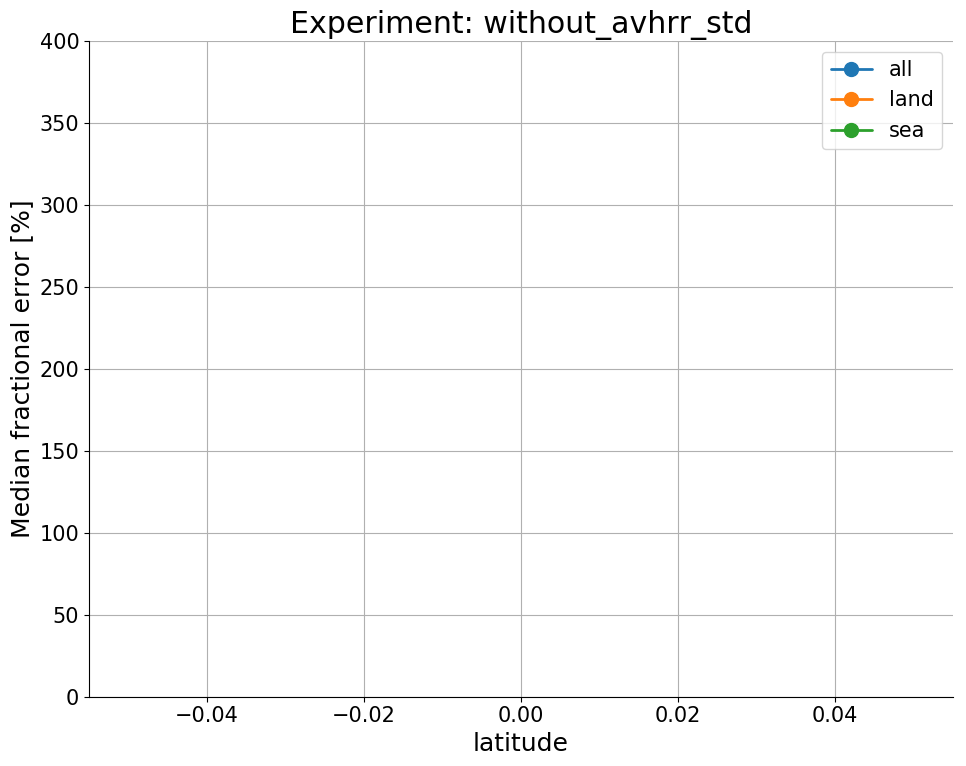 Experiment: without_avhrr_std
400
350
300
250
200
150
100
50
0
Median fractional error [%]
all
land
sea
−0.04
−0.02
0.00
0.02
0.04
latitude